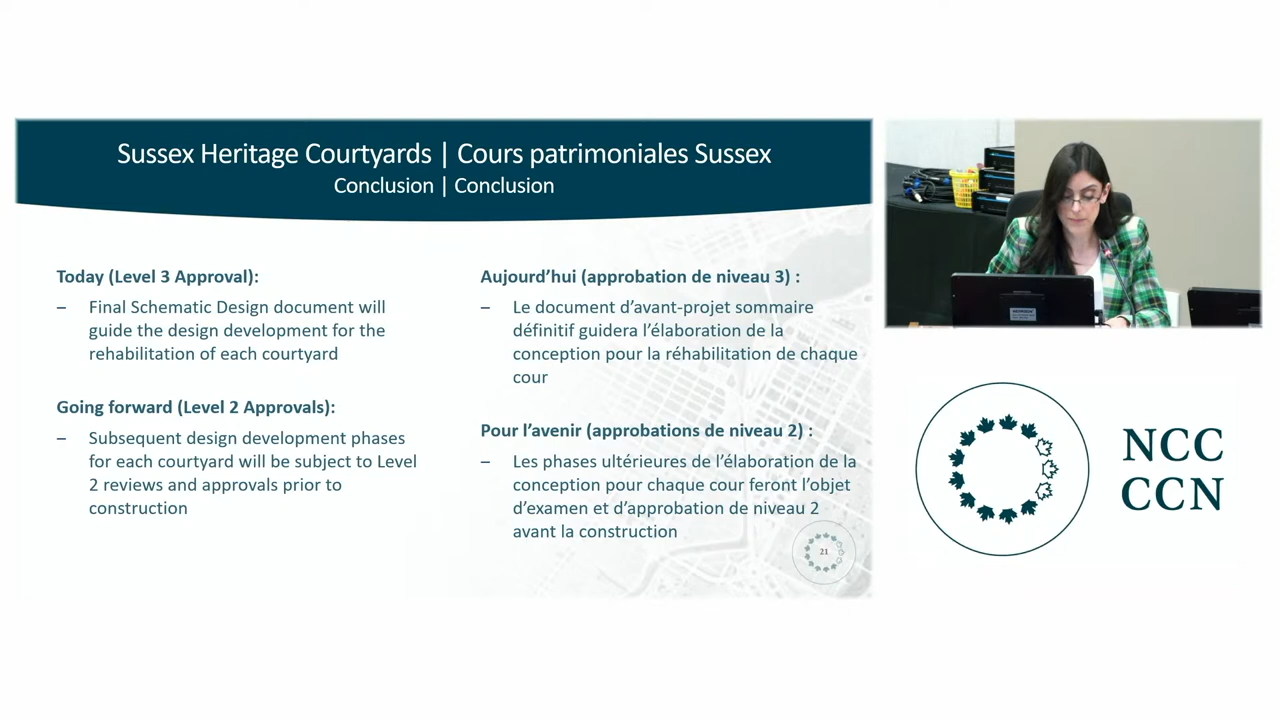 Sussex Heritage Courtyards | Cours patrimoniales Sussex
Conclusion | Conclusion
Today (Level 3 Approval):
– Final Schematic Design document will
guide the design development for the
rehabilitation of each courtyard
Going forward (Level 2 Approvals):
– Subsequent design development phases
for each courtyard will be subject to Level
2 reviews and approvals prior to
construction
Aujourd’hui (approbation de niveau 3) :
– Le document d’avant-projet sommaire
définitif guidera l’élaboration de la
conception pour la réhabilitation de chaque
cour
Pour l’avenir (approbations de niveau 2) :
– Les phases ultérieures de l’élaboration de la
conception pour chaque cour feront l’objet
d’examen et d’approbation de niveau 2
avant la construction
21
NCC
CCN